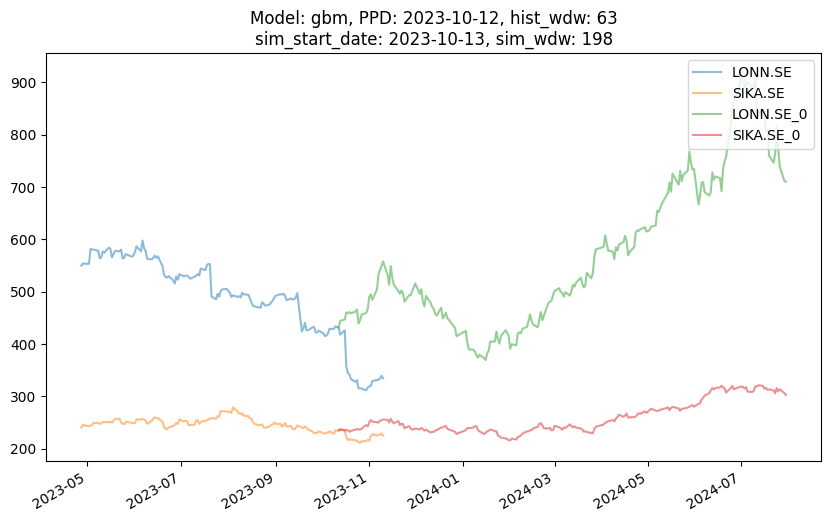 Model: gbm, PPD: 2023-10-12, hist_wdw: 63
sim_start_date: 2023-10-13, sim_wdw: 198
LONN.SE
SIKA.SE
LONN.SE_0
SIKA.SE_0
900
800
700
600
500
400
300
200
2023-05
2023-07
2023-09
2023-11
2024-01
2024-03
2024-05
2024-07